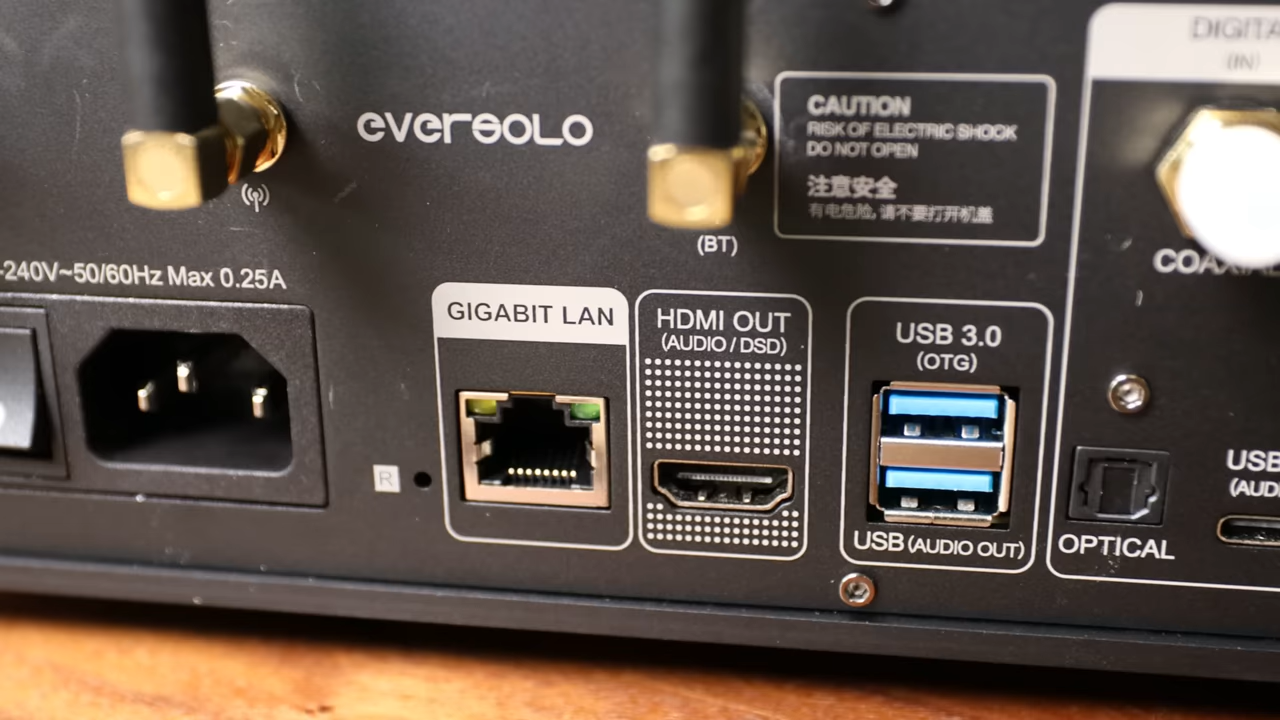 eversolo
CAUTION
RISK OF ELECTRIC SHOCK
DO NOT OPEN
注意安全
有电危险,请不要打开机盖
(BT)
-240V~50/60Hz Max 0.25A
GIGABIT LAN
HDMI OUT
(AUDIO / DSD)
USB 3.0
(OTG)
USB (AUDIO OUT)
R
DIGITA
(IN)
COAXIAL
OPTICAL
USB
(AUD